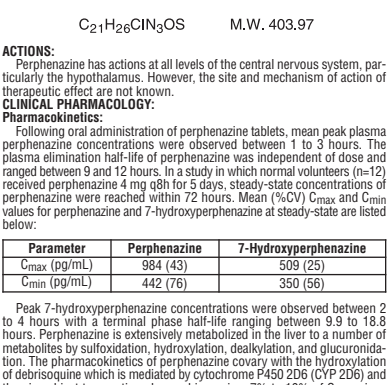 C21H26ClN3OS M.W. 403.97
ACTIONS:
Perphenazine has actions at all levels of the central nervous system, par-
ticularly the hypothalamus. However, the site and mechanism of action of
therapeutic effect are not known.
CLINICAL PHARMACOLOGY:
Pharmacokinetics:
Following oral administration of perphenazine tablets, mean peak plasma
perphenazine concentrations were observed between 1 to 3 hours. The
plasma elimination half-life of perphenazine was independent of dose and
ranged between 9 and 12 hours. In a study in which normal volunteers (n=12)
received perphenazine 4 mg q8h for 5 days, steady-state concentrations of
perphenazine were reached within 72 hours. Mean (%CV) Cmax and Cmin
values for perphenazine and 7-hydroxyperphenazine at steady-state are listed
below:
Parameter Perphenazine 7-Hydroxyperphenazine
Cmax (pg/mL) 984 (43) 509 (25)
Cmin (pg/mL) 442 (76) 350 (56)
Peak 7-hydroxyperphenazine concentrations were observed between 2
to 4 hours with a terminal phase half-life ranging between 9.9 to 18.8
hours. Perphenazine is extensively metabolized in the liver to a number of
metabolites by sulfoxidation, hydroxylation, dealkylation, and glucuronida-
tion. The pharmacokinetics of perphenazine covary with the hydroxylation
of debrisoquine which is mediated by cytochrome P450 2D6 (CYP 2D6) and